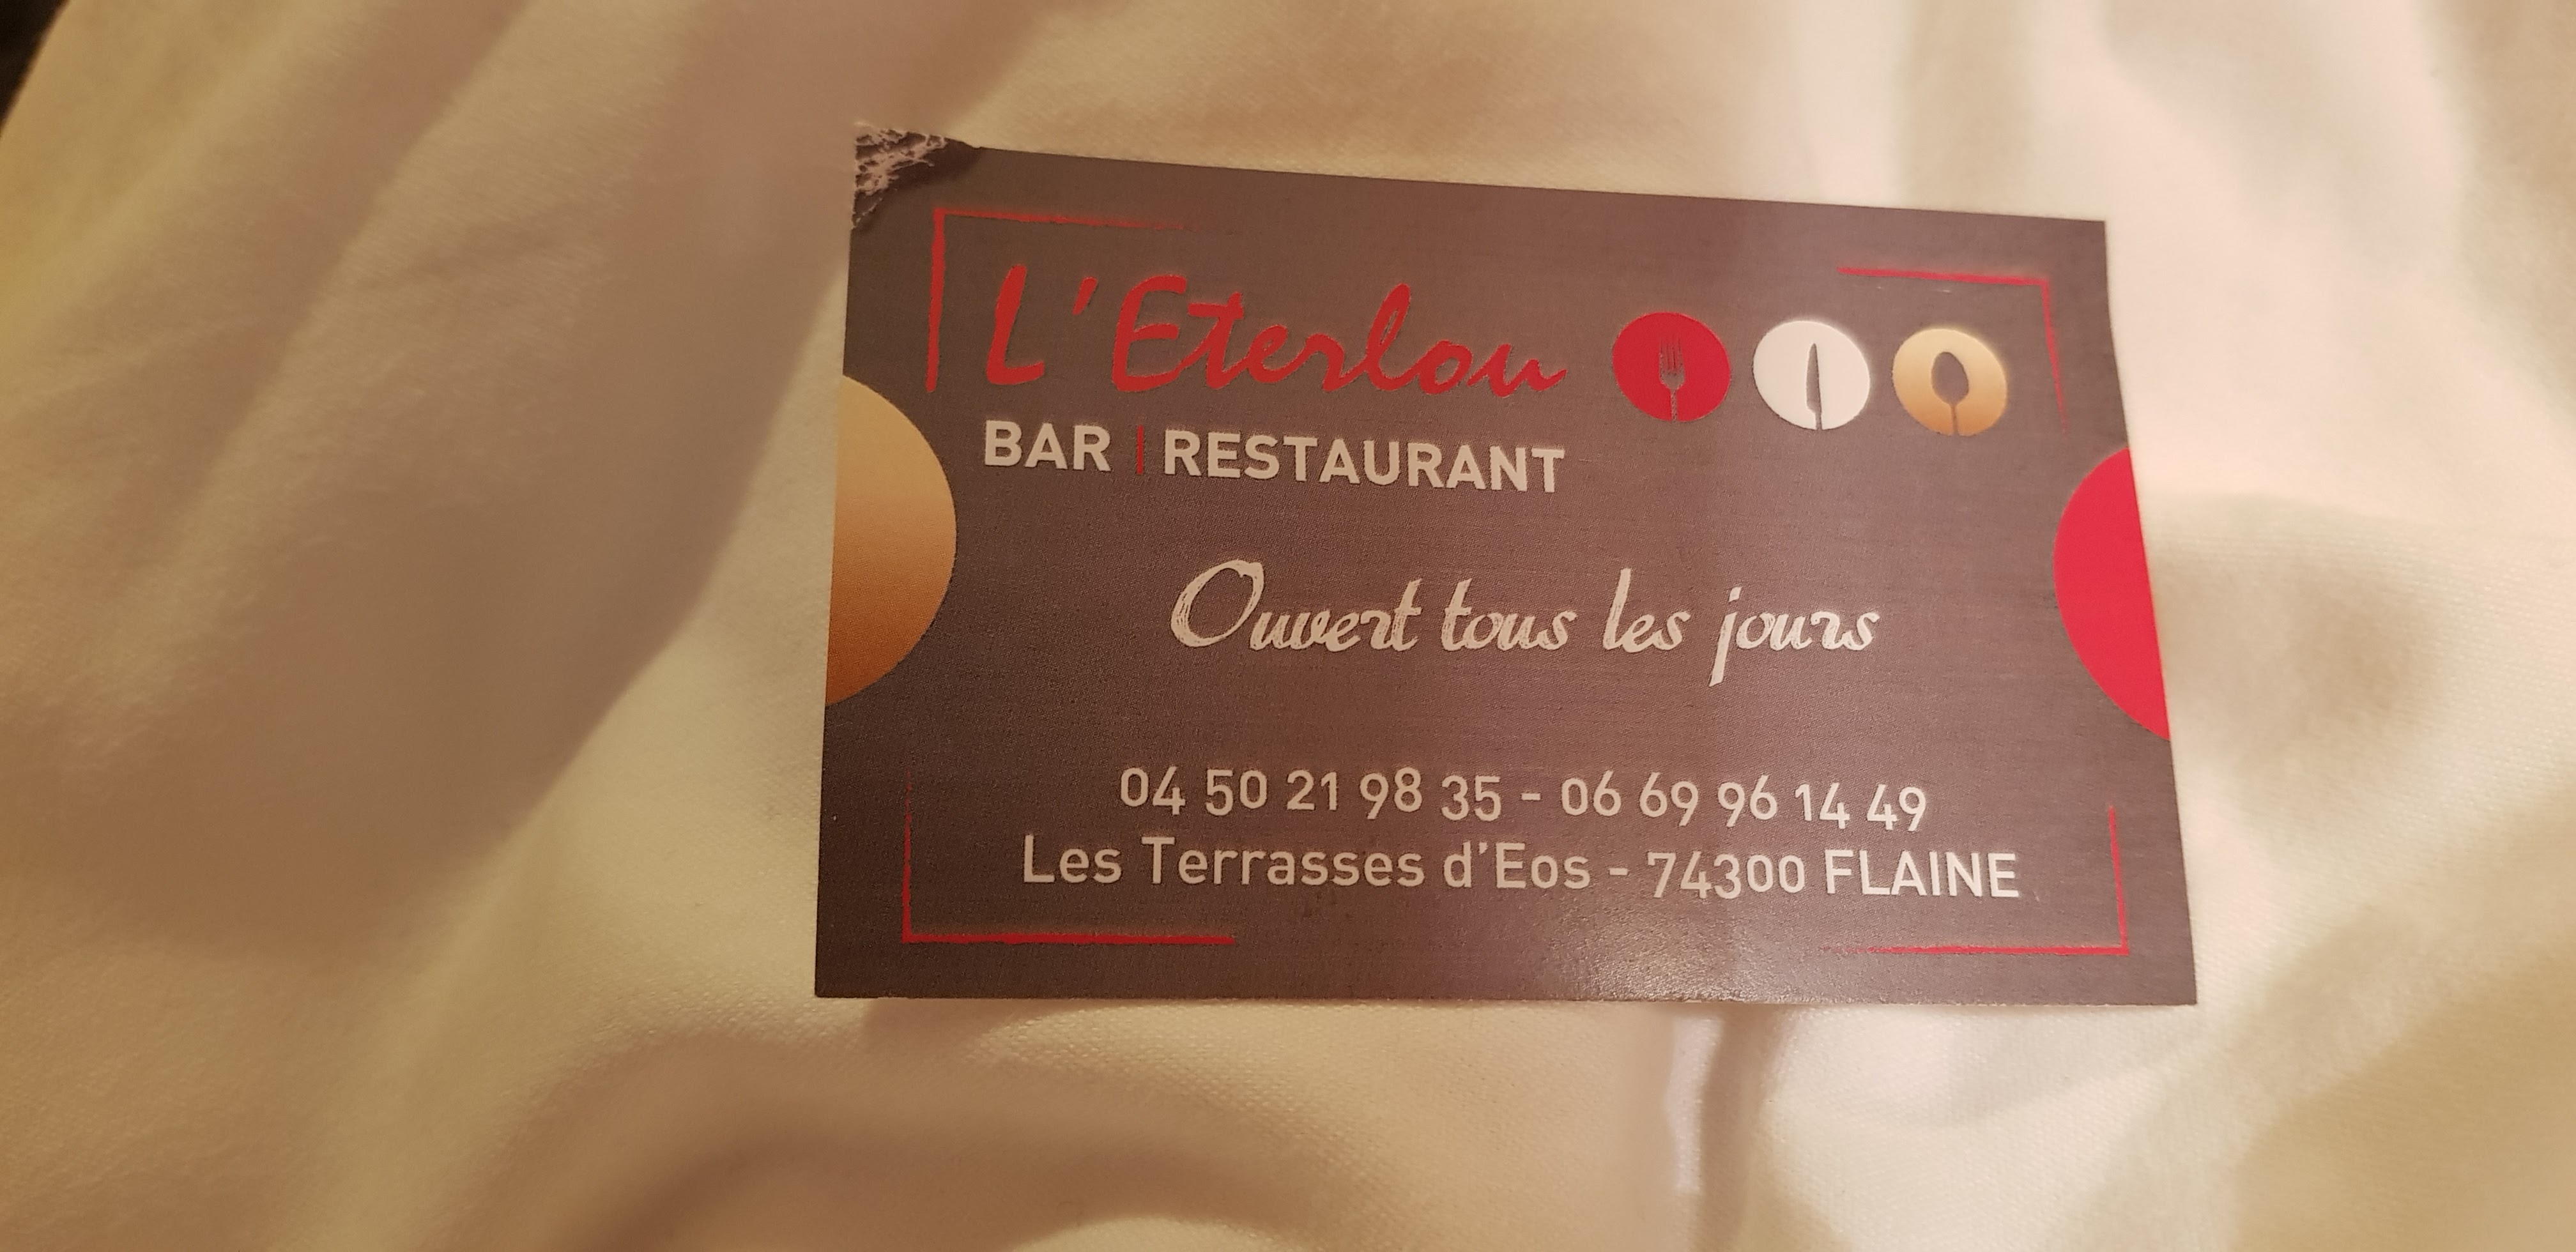 L'Eterlou
BAR | RESTAURANT
Ouvert tous les jours
04 50 21 98 35 - 06 69 96 14 49
Les Terrasses d'Eos - 74300 FLAINE